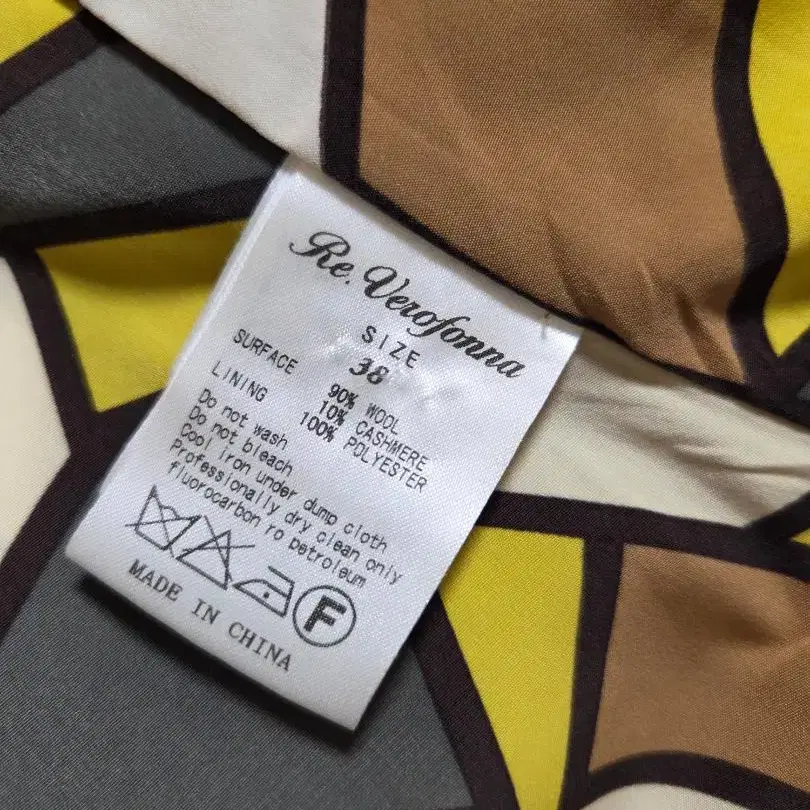 Re.Verofonna
SIZE
38
SURFACE 90% WOOL
10% CASHMERE
LINING 100% POLYESTER
Do not wash
Do not bleach
Cool iron under dump cloth
Professionally dry clean only
fluorocarbon ro petroleum
F
MADE IN CHINA